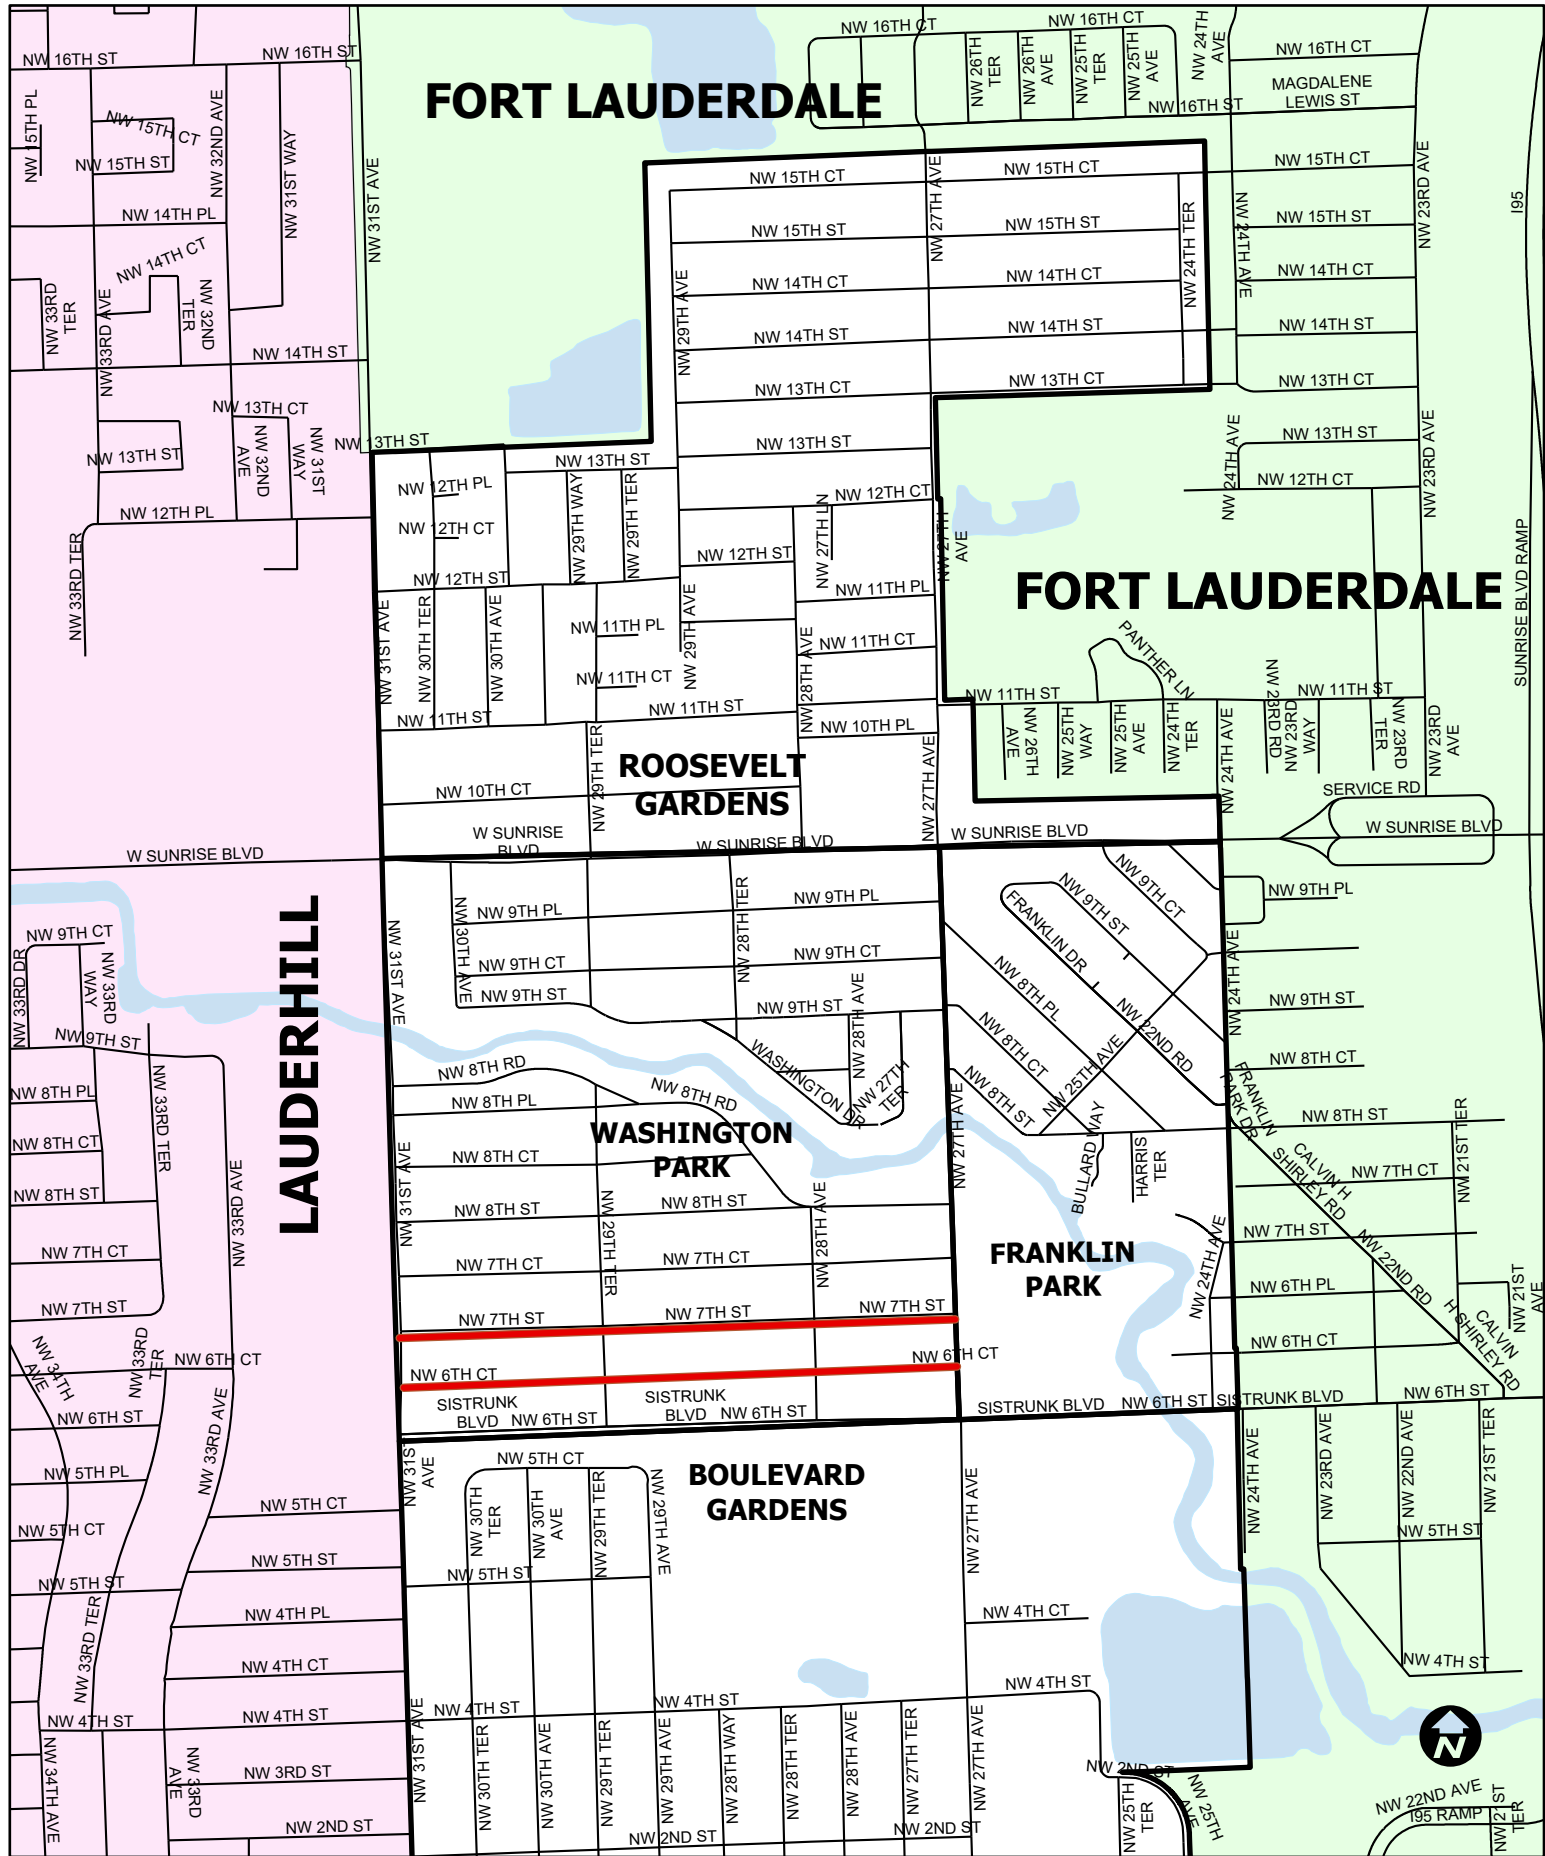 NW 16TH ST
NW 16TH ST
NW 16TH CT
NW 16TH CT
NW 24TH
AVE
NW 16TH CT
FORT LAUDERDALE
NW 26TH
TER
NW 26TH
AVE
NW 25TH
TER
NW 25TH
AVE
MAGDALENE
LEWIS ST
NW 16TH ST
NW 15TH PL
NW 15TH CT
NW 32ND AVE
NW 31ST WAY
NW 15TH ST
NW 31ST AVE
NW 15TH CT
NW 27TH AVE
NW 15TH CT
NW 15TH CT
NW 23RD AVE
I95
NW 14TH PL
NW 15TH ST
NW 15TH ST
NW 24TH TER
NW 24TH AVE
NW 15TH ST
NW 14TH CT
NW 33RD
TER
NW 33RD AVE
NW 32ND
TER
NW 29TH AVE
NW 14TH CT
NW 14TH CT
NW 14TH CT
NW 14TH ST
NW 14TH ST
NW 14TH ST
NW 14TH ST
NW 13TH CT
NW 13TH CT
NW 13TH CT
NW 13TH CT
NW 13TH ST
NW 32ND
AVE
NW 31ST
WAY
NW 13TH ST
NW 13TH ST
NW 13TH ST
NW 24TH AVE
NW 13TH ST
NW 23RD AVE
NW 12TH PL
NW 12TH PL
NW 12TH CT
NW 29TH WAY
NW 29TH TER
NW 13TH ST
NW 12TH CT
NW 27TH LN
NW 12TH CT
NW 27TH
AVE
NW 33RD TER
NW 12TH ST
NW 12TH ST
NW 11TH PL
FORT LAUDERDALE
SUNRISE BLVD RAMP
NW 31ST AVE
NW 30TH TER
NW 30TH AVE
NW 11TH PL
NW 29TH AVE
NW 11TH CT
NW 28TH AVE
NW 11TH CT
PANTHER LN
NW 11TH ST
NW 11TH ST
NW 11TH ST
NW 11TH ST
NW 10TH PL
NW 26TH
AVE
NW 25TH
WAY
NW 25TH
AVE
NW 24TH
TER
NW 24TH AVE
NW 23RD RD
NW 23RD
WAY
NW 23RD
TER
NW 23RD
AVE
ROOSEVELT
GARDENS
NW 10TH CT
NW 29TH TER
NW 27TH AVE
SERVICE RD
W SUNRISE BLVD
W SUNRISE
BLVD
W SUNRISE BLVD
W SUNRISE BLVD
W SUNRISE BLVD
LAUDERHILL
NW 9TH CT
NW 33RD DR
NW 33RD
WAY
NW 9TH ST
NW 31ST AVE
NW 30TH AVE
NW 9TH PL
NW 28TH TER
NW 9TH PL
NW 9TH CT
NW 9TH CT
NW 9TH ST
NW 9TH ST
NW 28TH AVE
NW 9TH CT
NW 9TH ST
FRANKLIN DR
NW 8TH PL
NW 22ND RD
NW 8TH CT
NW 25TH AVE
NW 8TH ST
NW 9TH PL
NW 24TH AVE
NW 9TH ST
NW 8TH CT
FRANKLIN
PARK DR
NW 8TH PL
NW 8TH CT
NW 8TH ST
NW 33RD TER
NW 33RD AVE
NW 8TH RD
NW 8TH RD
WASHINGTON DR
NW 27TH
TER
NW 27TH AVE
NW 8TH PL
WASHINGTON
PARK
NW 31ST AVE
NW 8TH CT
NW 8TH ST
NW 8TH ST
NW 28TH AVE
NW 29TH TER
BULLARD WAY
HARRIS
TER
NW 8TH ST
CALVIN H
SHIRLEY RD
NW 7TH CT
NW 21ST TER
NW 7TH CT
NW 7TH CT
NW 7TH CT
FRANKLIN
PARK
NW 24TH AVE
NW 7TH ST
NW 22ND RD
NW 6TH PL
NW 21ST
AVE
NW 7TH ST
NW 7TH ST
NW 7TH ST
NW 7TH ST
CALVIN
H SHIRLEY RD
NW 34TH
AVE
NW 33RD
TER
NW 6TH CT
NW 6TH CT
NW 6TH CT
NW 6TH CT
NW 6TH ST
NW 33RD AVE
SISTRUNK
BLVD
NW 6TH ST
SISTRUNK
BLVD
NW 6TH ST
SISTRUNK BLVD
NW 6TH ST
SISTRUNK BLVD
NW 6TH ST
NW 5TH PL
NW 31ST
AVE
NW 5TH CT
BOULEVARD
GARDENS
NW 5TH CT
NW 5TH CT
NW 30TH
TER
NW 30TH
AVE
NW 29TH TER
NW 29TH AVE
NW 27TH AVE
NW 24TH AVE
NW 23RD AVE
NW 22ND AVE
NW 21ST TER
NW 5TH ST
NW 5TH ST
NW 5TH ST
NW 5TH ST
NW 33RD TER
NW 4TH PL
NW 4TH CT
NW 4TH CT
NW 4TH ST
NW 4TH ST
NW 4TH ST
NW 4TH ST
NW 4TH ST
NW 4TH ST
NW 31ST AVE
NW 30TH TER
NW 30TH AVE
NW 29TH TER
NW 29TH AVE
NW 28TH WAY
NW 28TH TER
NW 28TH AVE
NW 27TH TER
NW 27TH AVE
N
NW 34TH AVE
NW 33RD
AVE
NW 3RD ST
NW 2ND ST
NW 25TH
TER
NW 25TH
AVE
NW 22ND AVE
I95 RAMP
NW 21ST
TER
NW 2ND ST
NW 2ND ST
NW 2ND ST